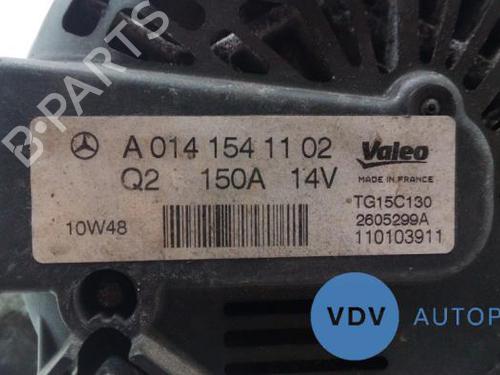 B-PARTS
A 014 154 11 02
Valeo
MADE IN FRANCE
Q2 150A 14V
TG15C130
10W48
2605299A
110103911
VDV AUTOP